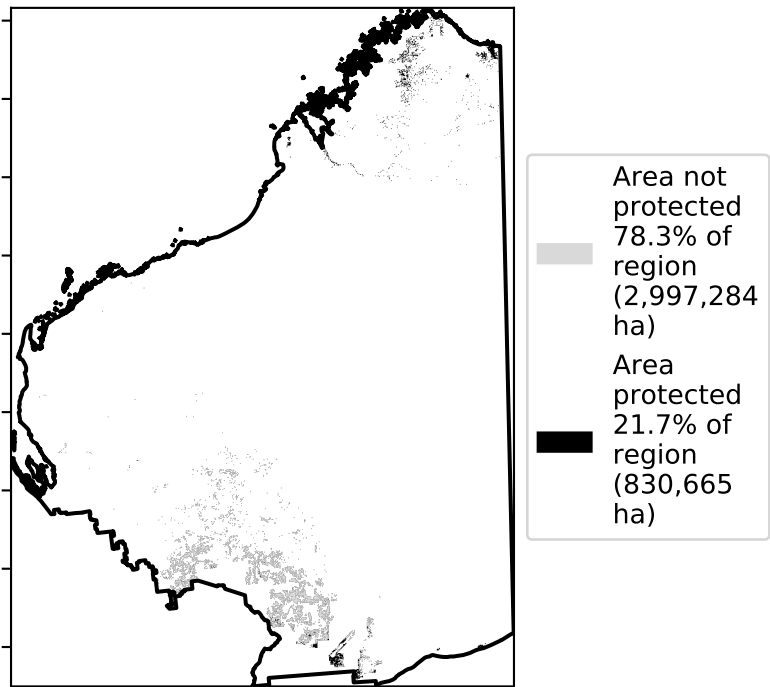 Area not
protected
78.3% of
region
(2,997,284
ha)
Area
protected
21.7% of
region
(830,665
ha)